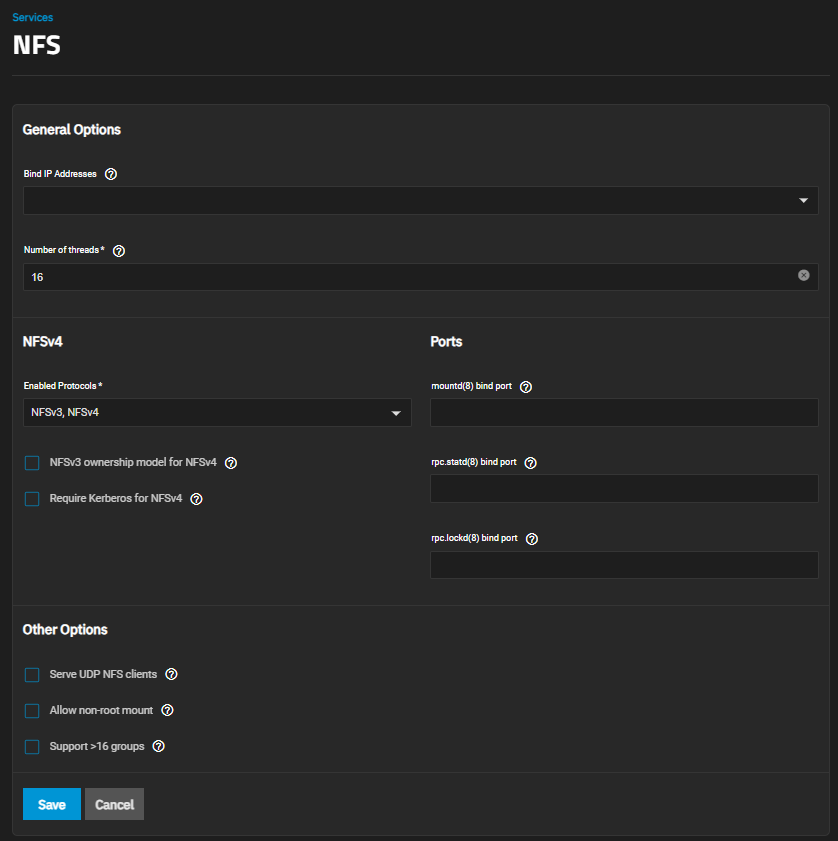 Services
NFS
General Options
Bind IP Addresses
Number of threads *
16
NFSv4
Enabled Protocols *
NFSv3, NFSv4
NFSv3 ownership model for NFSv4
Require Kerberos for NFSv4
Ports
mountd(8) bind port
rpc.statd(8) bind port
rpc.lockd(8) bind port
Other Options
Serve UDP NFS clients
Allow non-root mount
Support >16 groups
Save Cancel